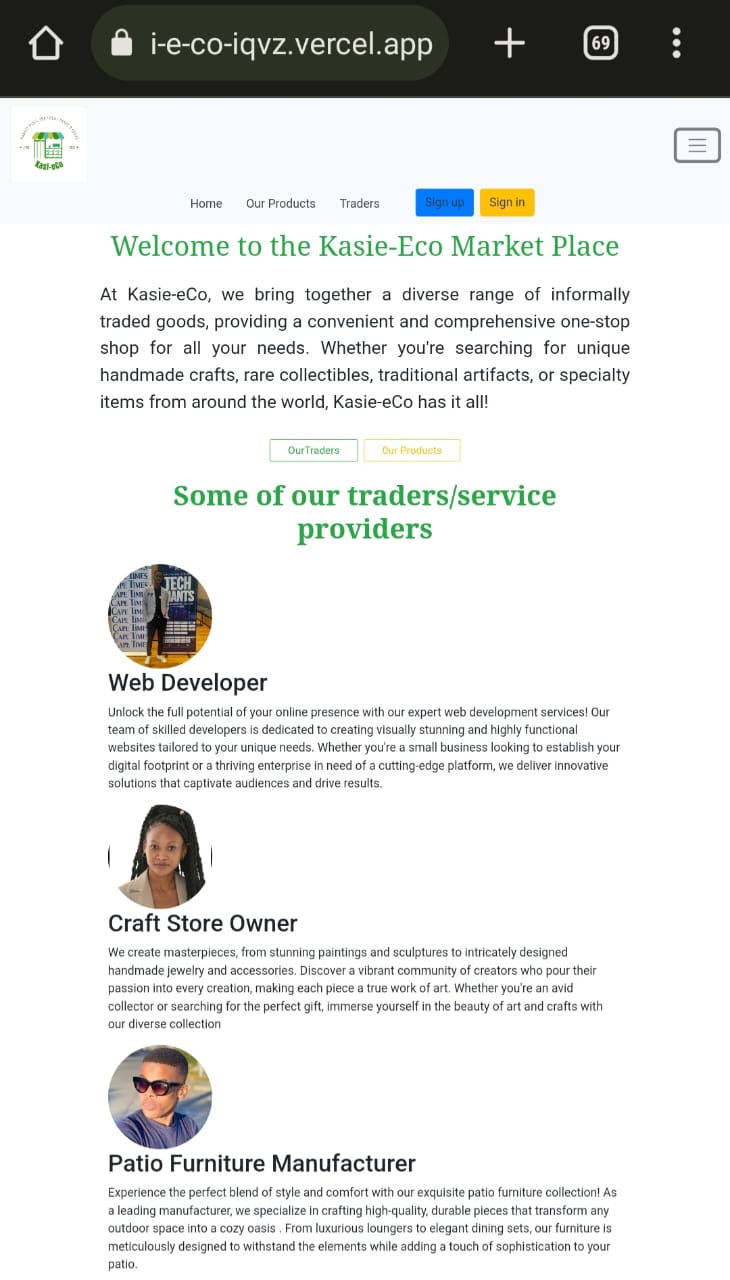 i-e-co-iqvz.vercel.app
69
Kasi-eCo
Home Our Products Traders Sign up Sign in
Welcome to the Kasie-Eco Market Place
At Kasie-eCo, we bring together a diverse range of informally
traded goods, providing a convenient and comprehensive one-stop
shop for all your needs. Whether you're searching for unique
handmade crafts, rare collectibles, traditional artifacts, or specialty
items from around the world, Kasie-eCo has it all!
OurTraders Our Products
Some of our traders/service
providers
TECH
Web Developer
Unlock the full potential of your online presence with our expert web development services! Our
team of skilled developers is dedicated to creating visually stunning and highly functional
websites tailored to your unique needs. Whether you're a small business looking to establish your
digital footprint or a thriving enterprise in need of a cutting-edge platform, we deliver innovative
solutions that captivate audiences and drive results.
Craft Store Owner
We create masterpieces, from stunning paintings and sculptures to intricately designed
handmade jewelry and accessories. Discover a vibrant community of creators who pour their
passion into every creation, making each piece a true work of art. Whether you're an avid
collector or searching for the perfect gift, immerse yourself in the beauty of art and crafts with
our diverse collection
Patio Furniture Manufacturer
Experience the perfect blend of style and comfort with our exquisite patio furniture collection! As
a leading manufacturer, we specialize in crafting high-quality, durable pieces that transform any
outdoor space into a cozy oasis . From luxurious loungers to elegant dining sets, our furniture is
meticulously designed to withstand the elements while adding a touch of sophistication to your
patio.